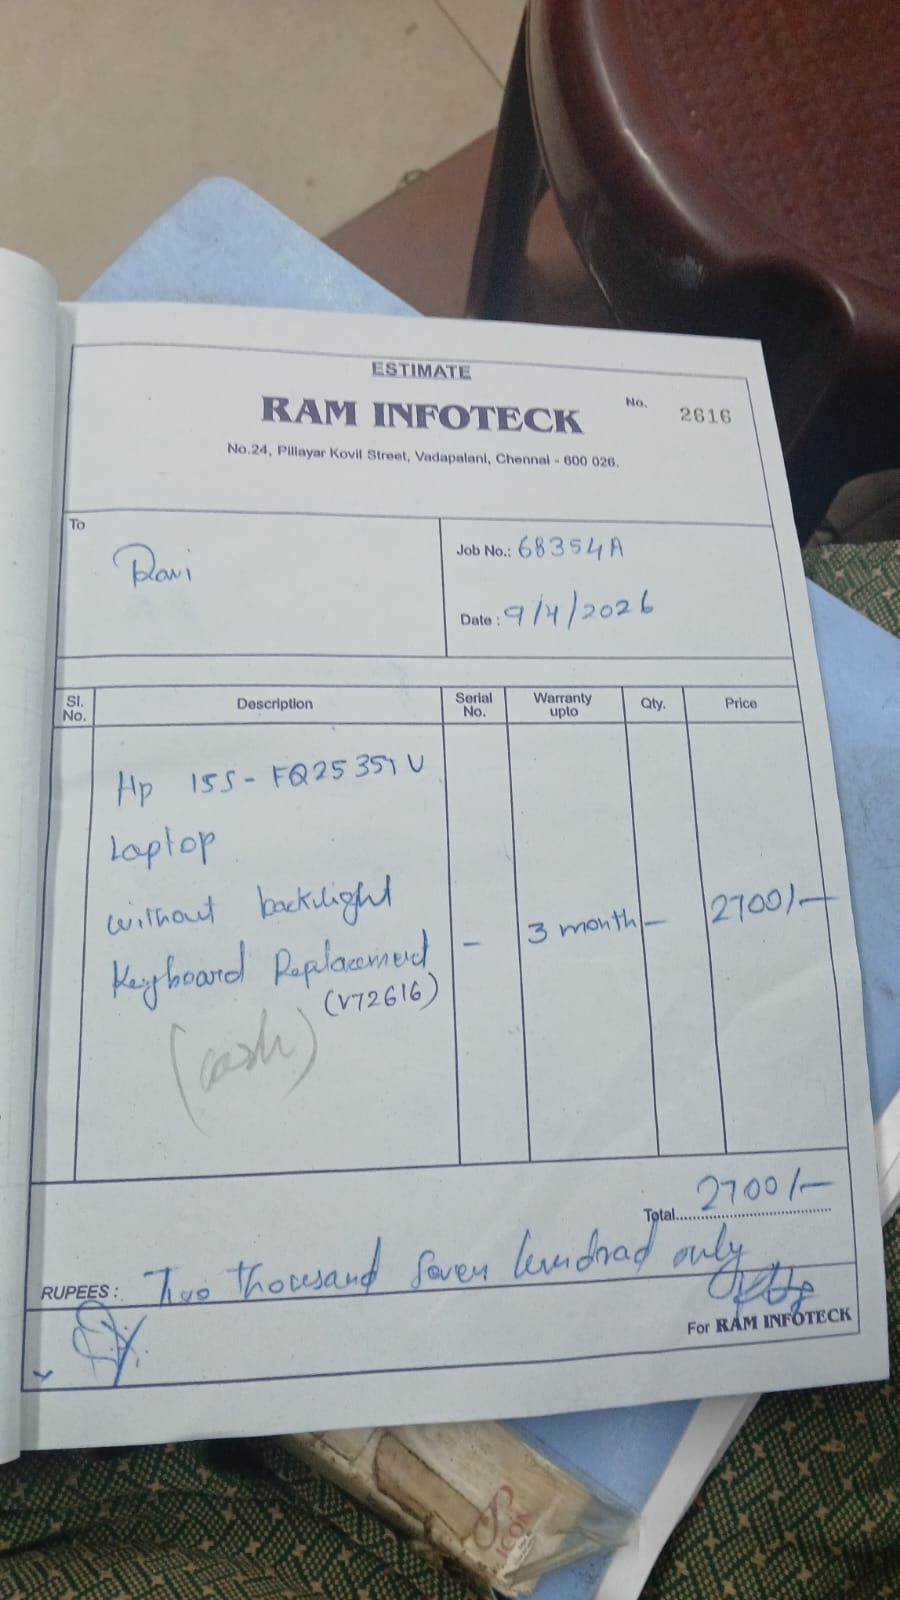 ESTIMATE
RAM INFOTECK
No. 2616
No.24, Pillayar Kovil Street, Vadapalani, Chennai - 600 026.
To
Ravi
Job No.: 68354A
Date : 9/4/2026
Sl. No. Description Serial No. Warranty upto Qty. Price
Hp 15S - FQ2535TU
Laptop
without backlight
Keyboard Replacement - 3 month - 2700/-
(V72616)
(cash)
Total 2700/-
RUPEES : Two thousand Seven hundrad only
For RAM INFOTECK